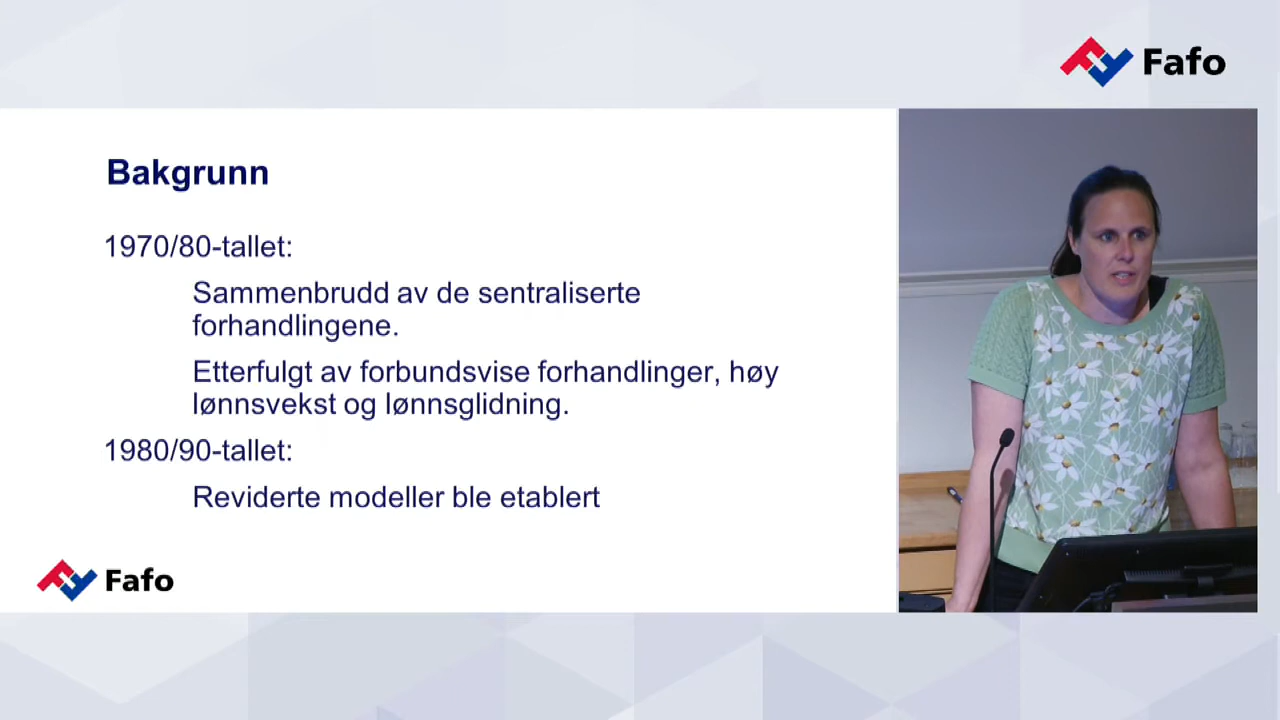 Fafo
Bakgrunn
1970/80-tallet:
Sammenbrudd av de sentraliserte
forhandlingene.
Etterfulgt av forbundsvise forhandlinger, høy
lønnsvekst og lønnsglidning.
1980/90-tallet:
Reviderte modeller ble etablert
Fafo